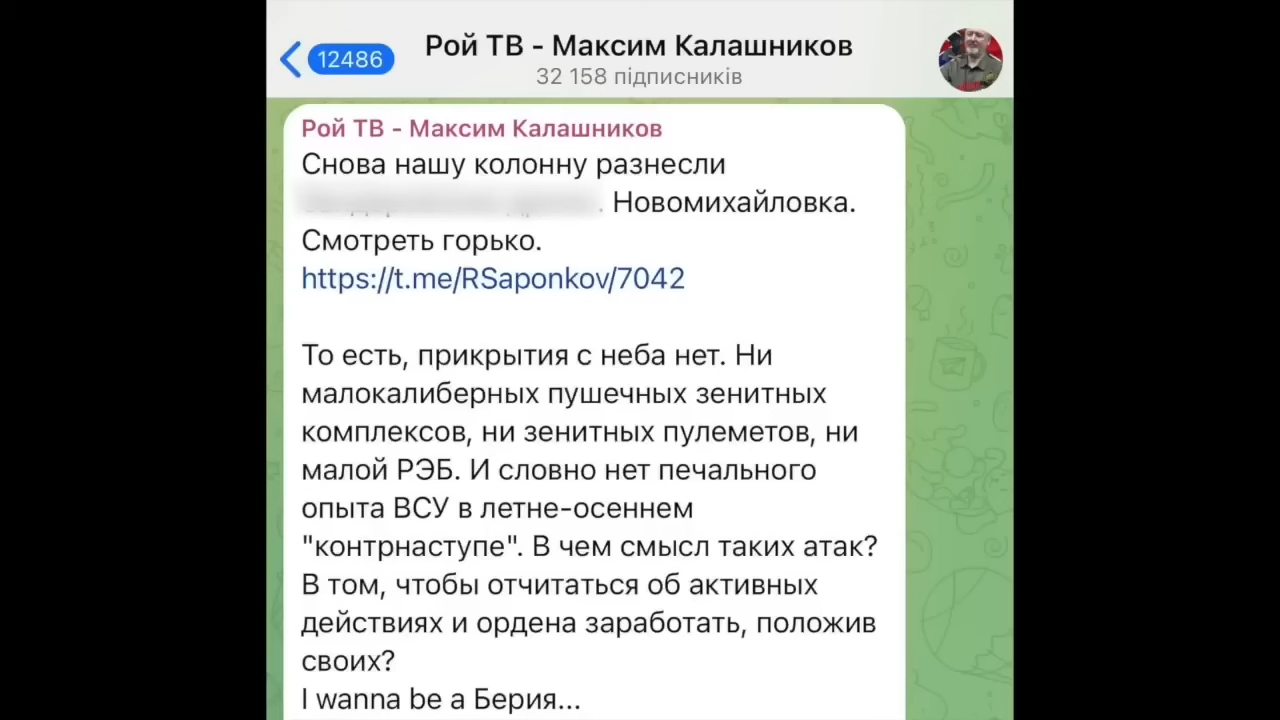 12486
Рой ТВ - Максим Калашников
32 158 підписників
Рой ТВ - Максим Калашников
Снова нашу колонну разнесли
Новомихайловка.
Смотреть горько.
https://t.me/RSaponkov/7042
То есть, прикрытия с неба нет. Ни
малокалиберных пушечных зенитных
комплексов, ни зенитных пулеметов, ни
малой РЭБ. И словно нет печального
опыта ВСУ в летне-осеннем
"контрнаступе". В чем смысл таких атак?
В том, чтобы отчитаться об активных
действиях и ордена заработать, положив
своих?
I wanna be a Берия...